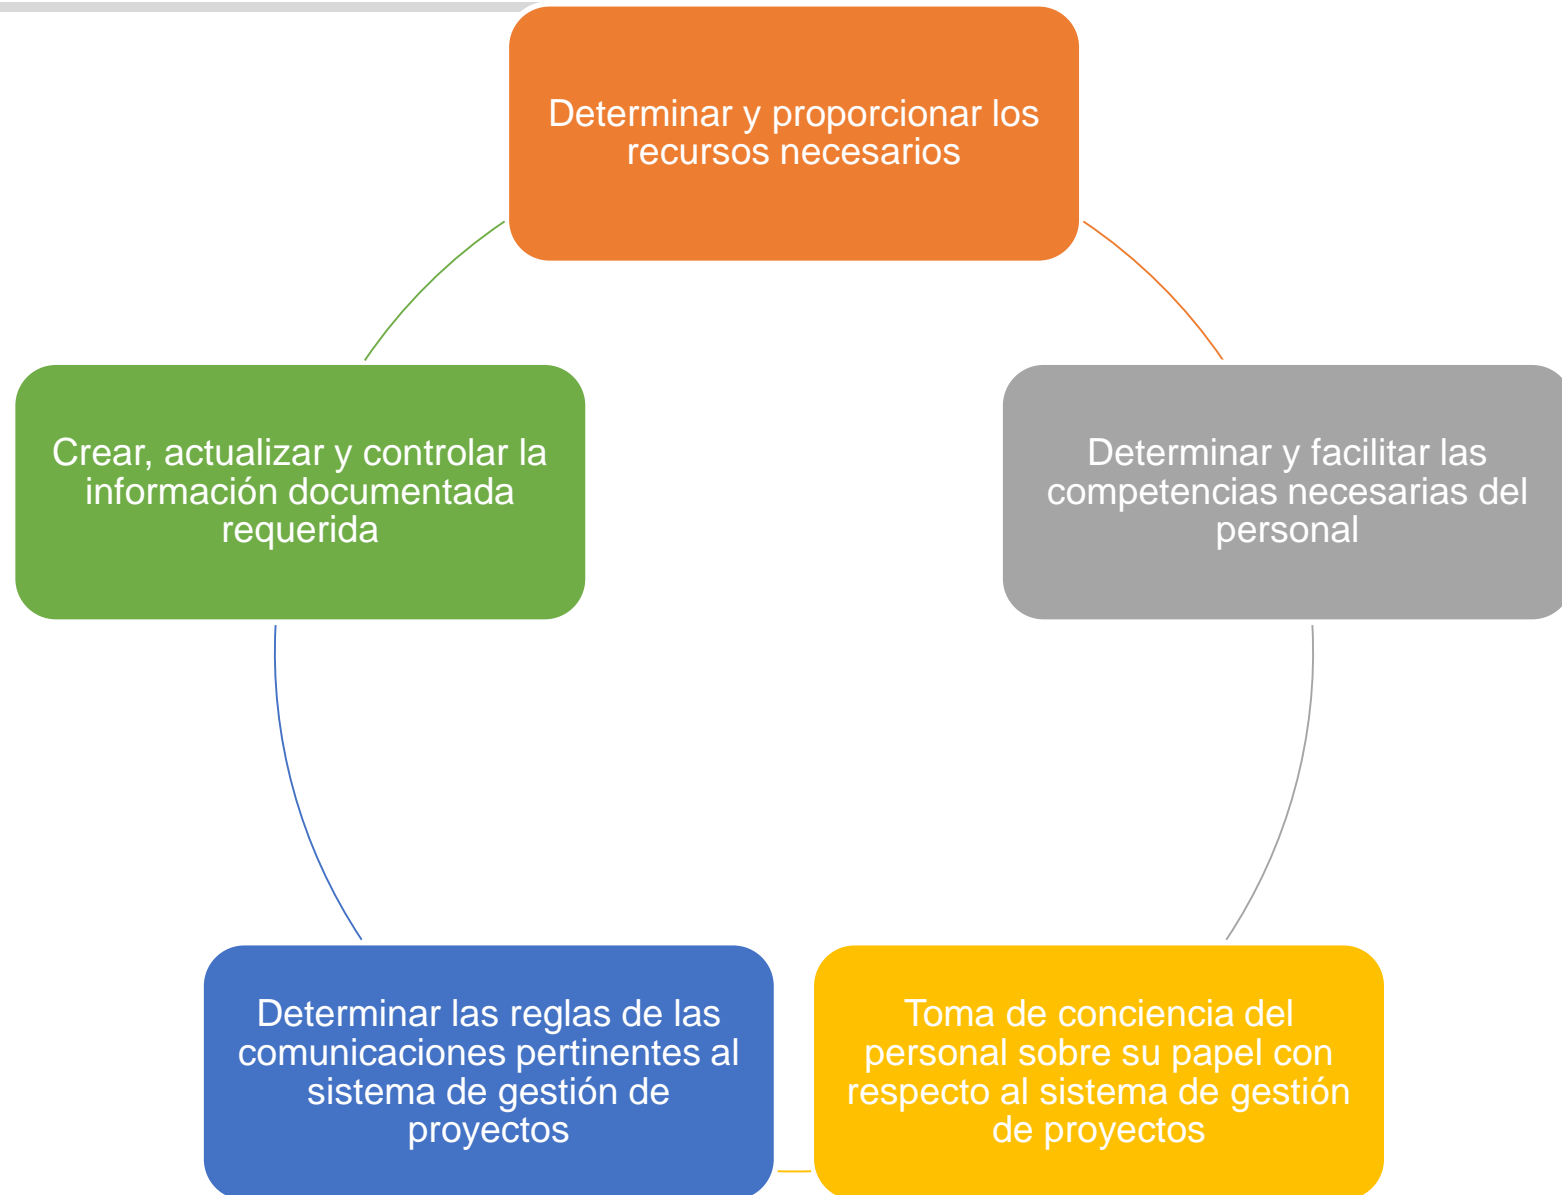 Determinar y proporcionar los
recursos necesarios
Crear, actualizar y controlar la
información documentada
requerida
Determinar y facilitar las
competencias necesarias del
personal
Determinar las reglas de las
comunicaciones pertinentes al
sistema de gestión de
proyectos
Toma de conciencia del
personal sobre su papel con
respecto al sistema de gestión
de proyectos